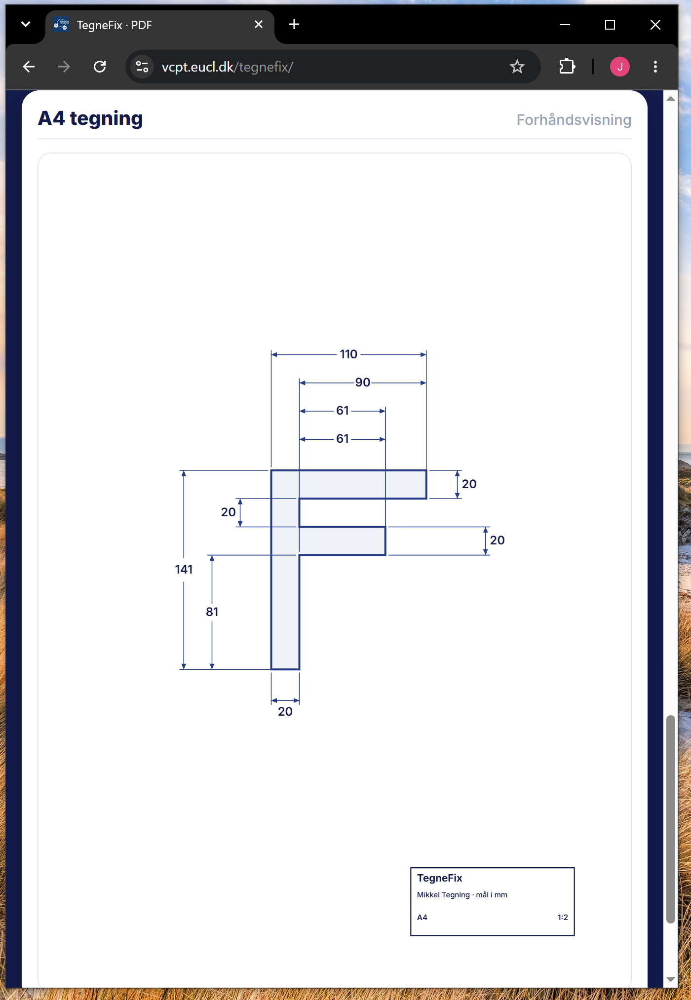 TegneFix · PDF
vcpt.eucl.dk/tegnefix/
J
A4 tegning
Forhåndsvisning
110
90
61
61
20
20
20
141
81
20
TegneFix
Mikkel Tegning · mål i mm
A4 1:2